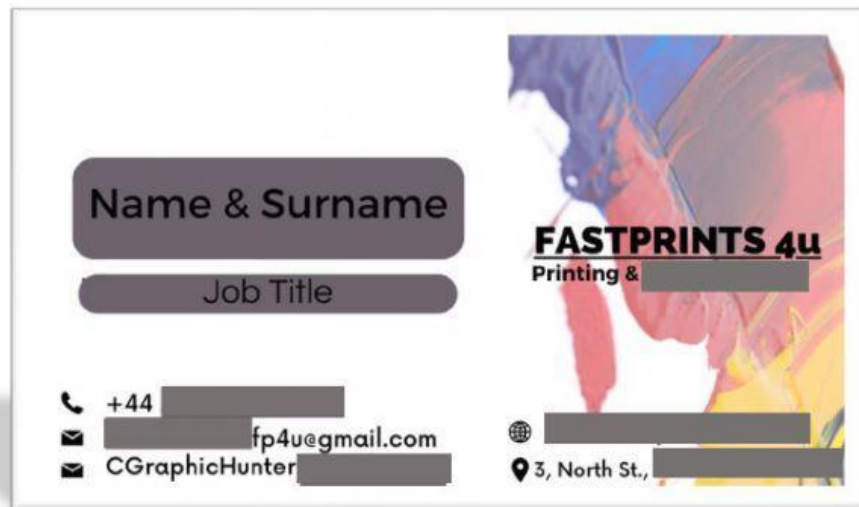 Name & Surname
Job Title
+44
fp4u@gmail.com
CGraphicHunter
FASTPRINTS 4u
Printing &
3, North St.,